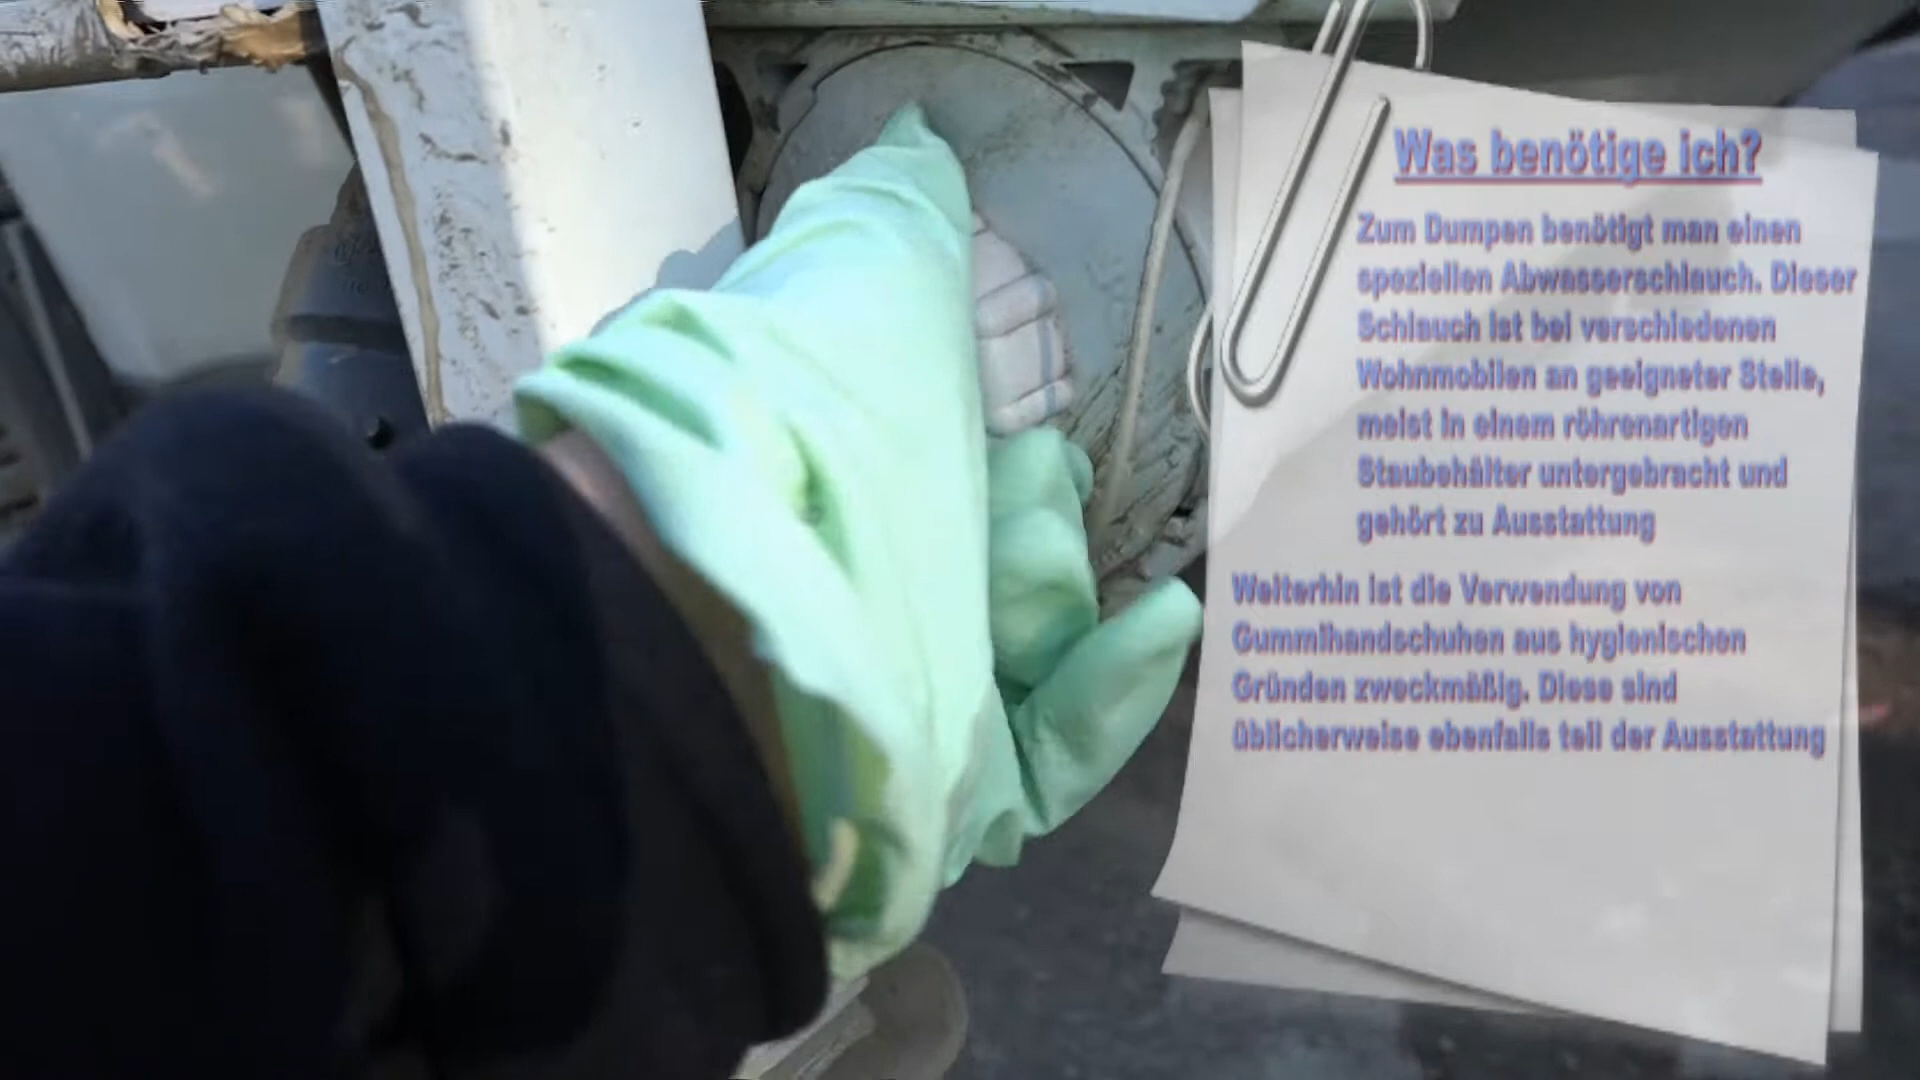 Was benötige ich?
Zum Dumpen benötigt man einen
speziellen Abwasserschlauch. Dieser
Schlauch ist bei verschiedenen
Wohnmobilen an geeigneter Stelle,
meist in einem röhrenartigen
Staubehälter untergebracht und
gehört zu Ausstattung
Weiterhin ist die Verwendung von
Gummihandschuhen aus hygienischen
Gründen zweckmäßig. Diese sind
üblicherweise ebenfalls teil der Ausstattung